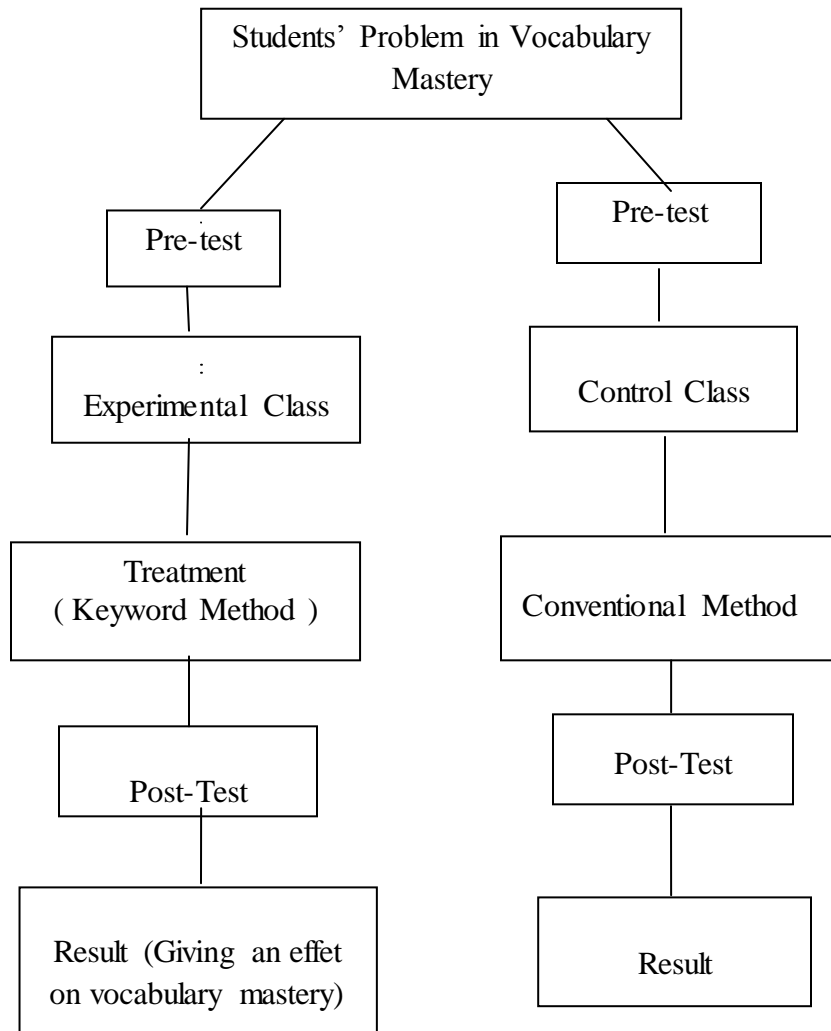 Students’ Problem in Vocabulary
Mastery
Pre-test
Pre-test
:
Experimental Class
Control Class
Treatment
( Keyword Method )
Conventional Method
Post-Test
Post-Test
Result (Giving an effet
on vocabulary mastery)
Result